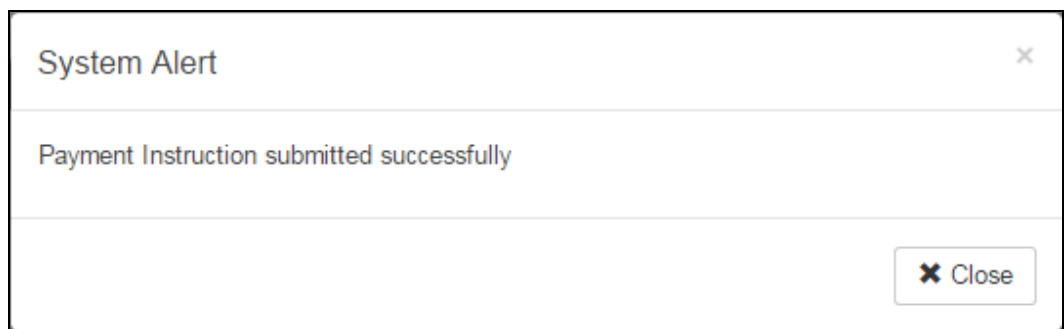 System Alert
×
Payment Instruction submitted successfully
✖ Close